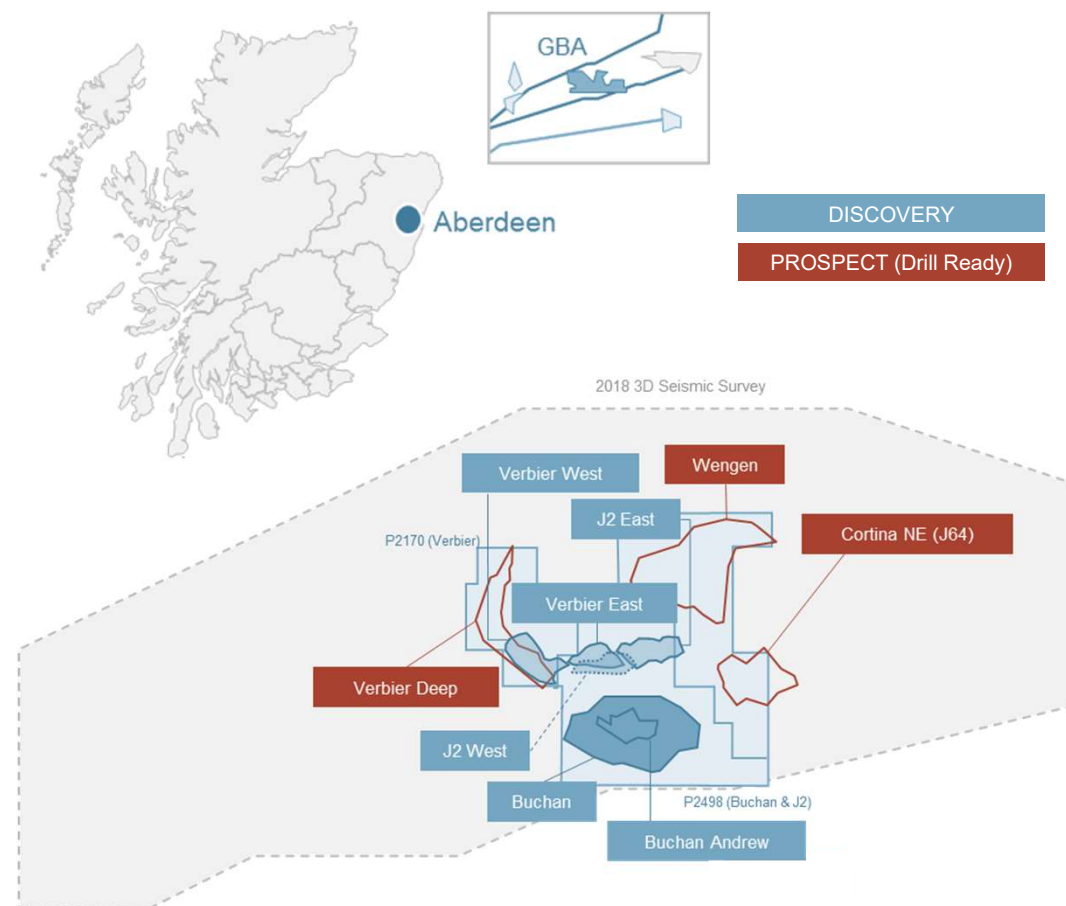 GBA
Aberdeen
DISCOVERY
PROSPECT (Drill Ready)
2018 3D Seismic Survey
Verbier West
Wengen
J2 East
P2170 (Verbier)
Cortina NE (J64)
Verbier East
Verbier Deep
J2 West
Buchan
P2498 (Buchan & J2)
Buchan Andrew